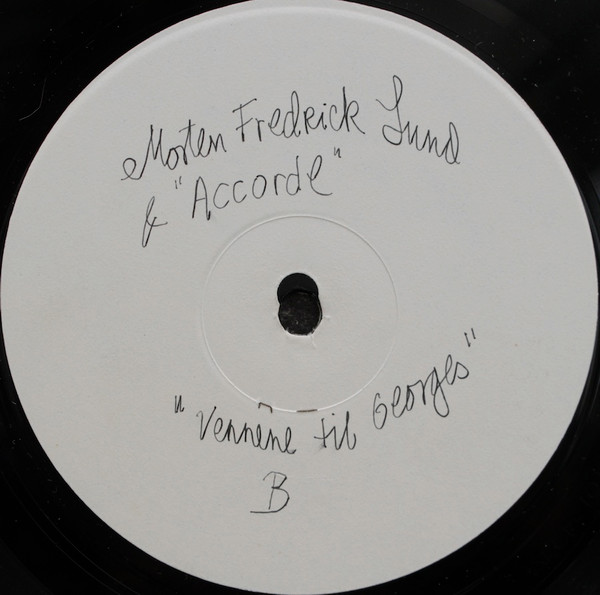 Morten Fredrick Lund
& "Accorde"
"Vennene til Georges"
B